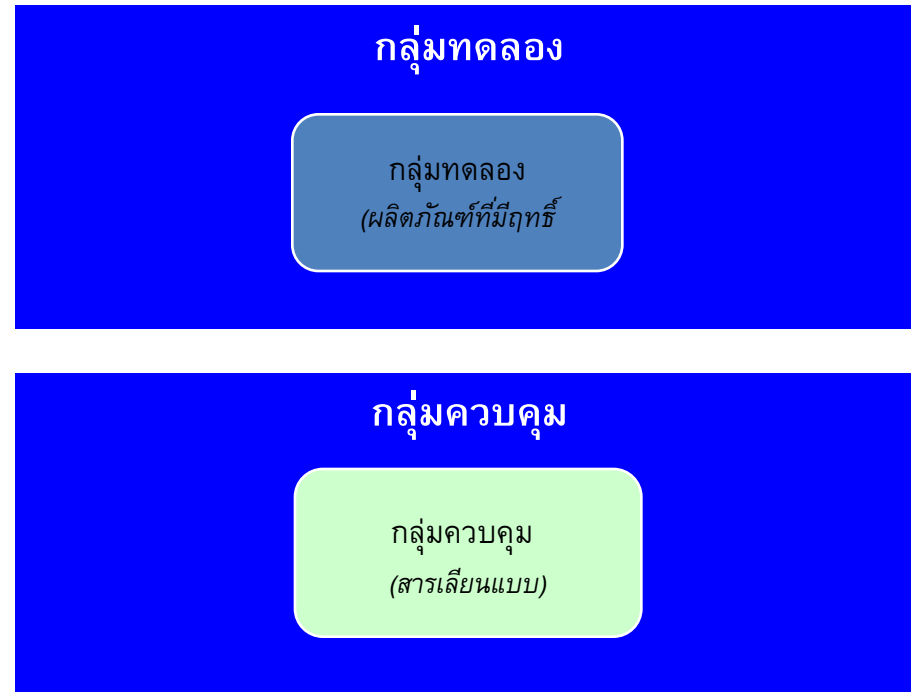 กลุ่มทดลอง
กลุ่มทดลอง
(ผลิตภัณฑ์ที่มีฤทธิ์
กลุ่มควบคุม
กลุ่มควบคุม
(สารเลียนแบบ)